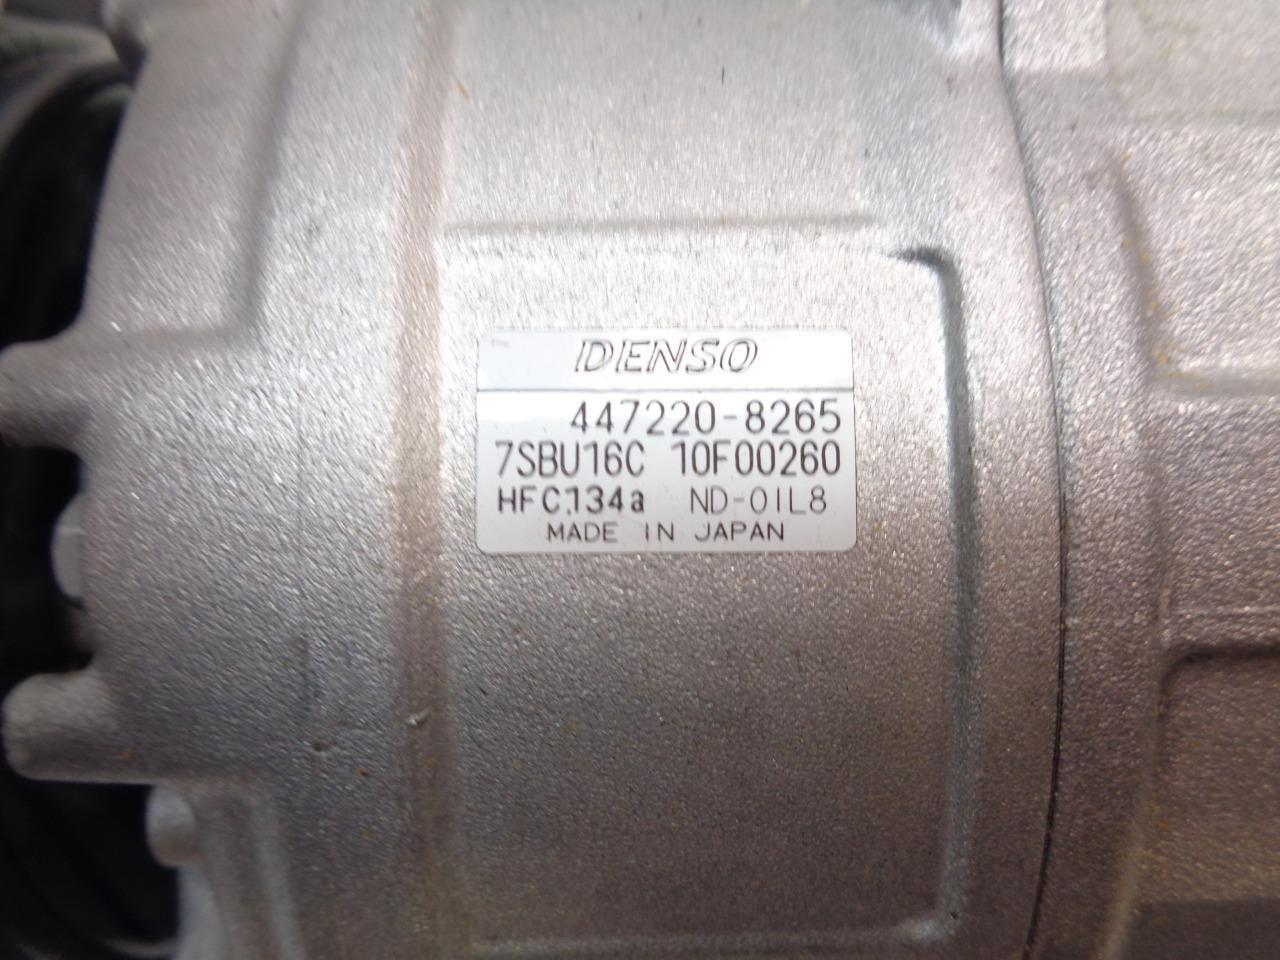 DENSO
447220-8265
7SBU16C 10F00260
HFC134a ND-OIL8
MADE IN JAPAN